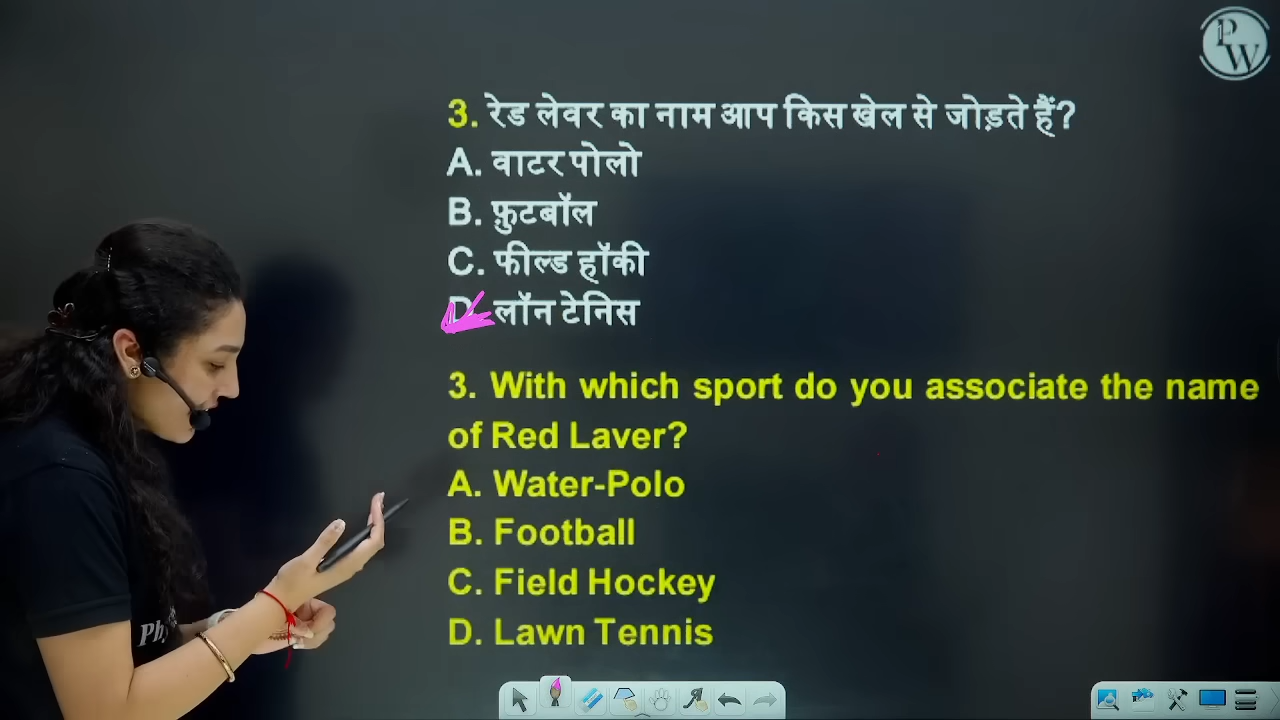 PW
3. रेड लेवर का नाम आप किस खेल से जोड़ते हैं?
A. वाटर पोलो
B. फ़ुटबॉल
C. फील्ड हॉकी
D. लॉन टेनिस
3. With which sport do you associate the name
of Red Laver?
A. Water-Polo
B. Football
C. Field Hockey
D. Lawn Tennis